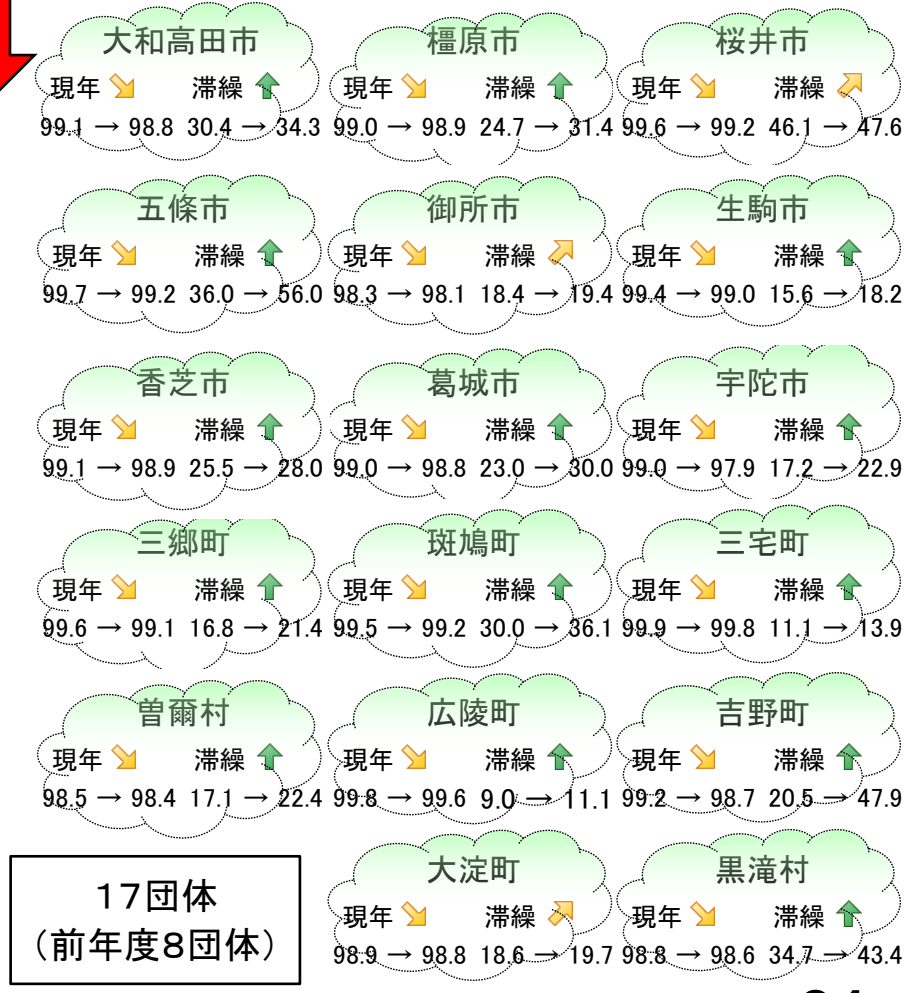 大和高田市
現年 滞繰
99.1 → 98.8 30.4 → 34.3
橿原市
現年 滞繰
99.0 → 98.9 24.7 → 31.4
桜井市
現年 滞繰
99.6 → 99.2 46.1 → 47.6
五條市
現年 滞繰
99.7 → 99.2 36.0 → 56.0
御所市
現年 滞繰
98.3 → 98.1 18.4 → 19.4
生駒市
現年 滞繰
99.4 → 99.0 15.6 → 18.2
香芝市
現年 滞繰
99.1 → 98.9 25.5 → 28.0
葛城市
現年 滞繰
99.0 → 98.8 23.0 → 30.0
宇陀市
現年 滞繰
99.0 → 97.9 17.2 → 22.9
三郷町
現年 滞繰
99.6 → 99.1 16.8 → 21.4
斑鳩町
現年 滞繰
99.5 → 99.2 30.0 → 36.1
三宅町
現年 滞繰
99.9 → 99.8 11.1 → 13.9
曽爾村
現年 滞繰
98.5 → 98.4 17.1 → 22.4
広陵町
現年 滞繰
99.8 → 99.6 9.0 → 11.1
吉野町
現年 滞繰
99.2 → 98.7 20.5 → 47.9
大淀町
現年 滞繰
98.9 → 98.8 18.6 → 19.7
黒滝村
現年 滞繰
98.8 → 98.6 34.7 → 43.4
17団体
（前年度8団体）